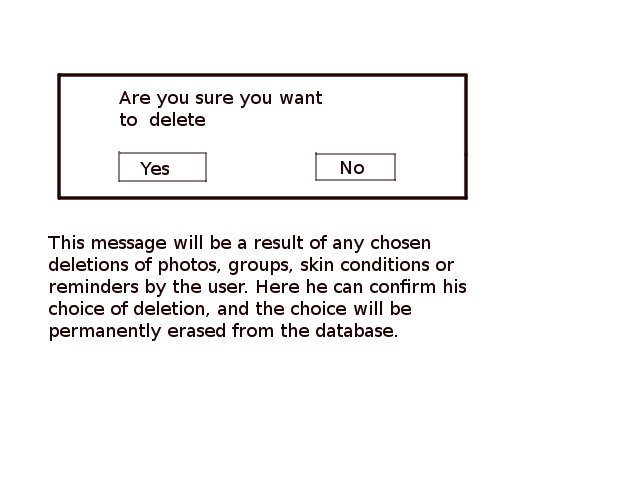 Are you sure you want
to  delete
Yes
No
This message will be a result of any chosen
deletions of photos, groups, skin conditions or
reminders by the user. Here he can confirm his
choice of deletion, and the choice will be
permanently erased from the database.